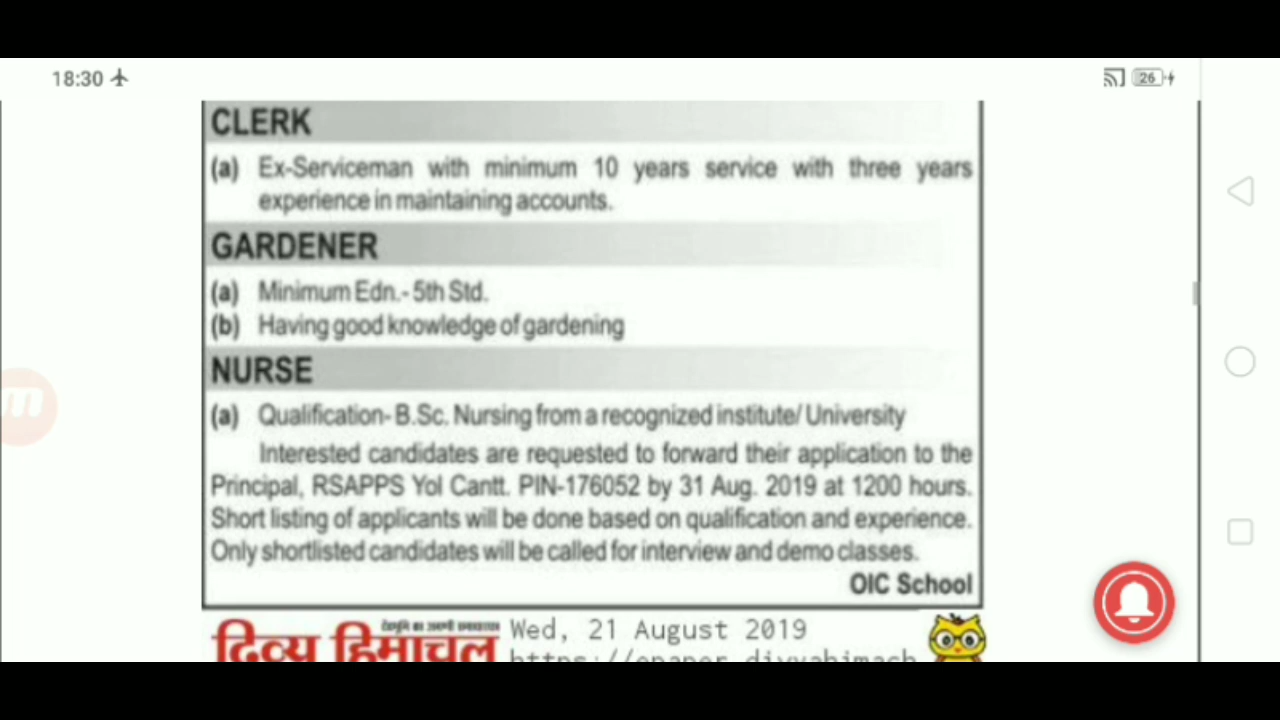 18:30
26
CLERK
(a) Ex-Serviceman with minimum 10 years service with three years
experience in maintaining accounts.
GARDENER
(a) Minimum Edn.- 5th Std.
(b) Having good knowledge of gardening
NURSE
(a) Qualification- B.Sc. Nursing from a recognized institute/ University
Interested candidates are requested to forward their application to the
Principal, RSAPPS Yol Cantt. PIN-176052 by 31 Aug. 2019 at 1200 hours.
Short listing of applicants will be done based on qualification and experience.
Only shortlisted candidates will be called for interview and demo classes.
OIC School
दिव्य हिमाचल
Wed, 21 August 2019
https://epaper.divyahimach